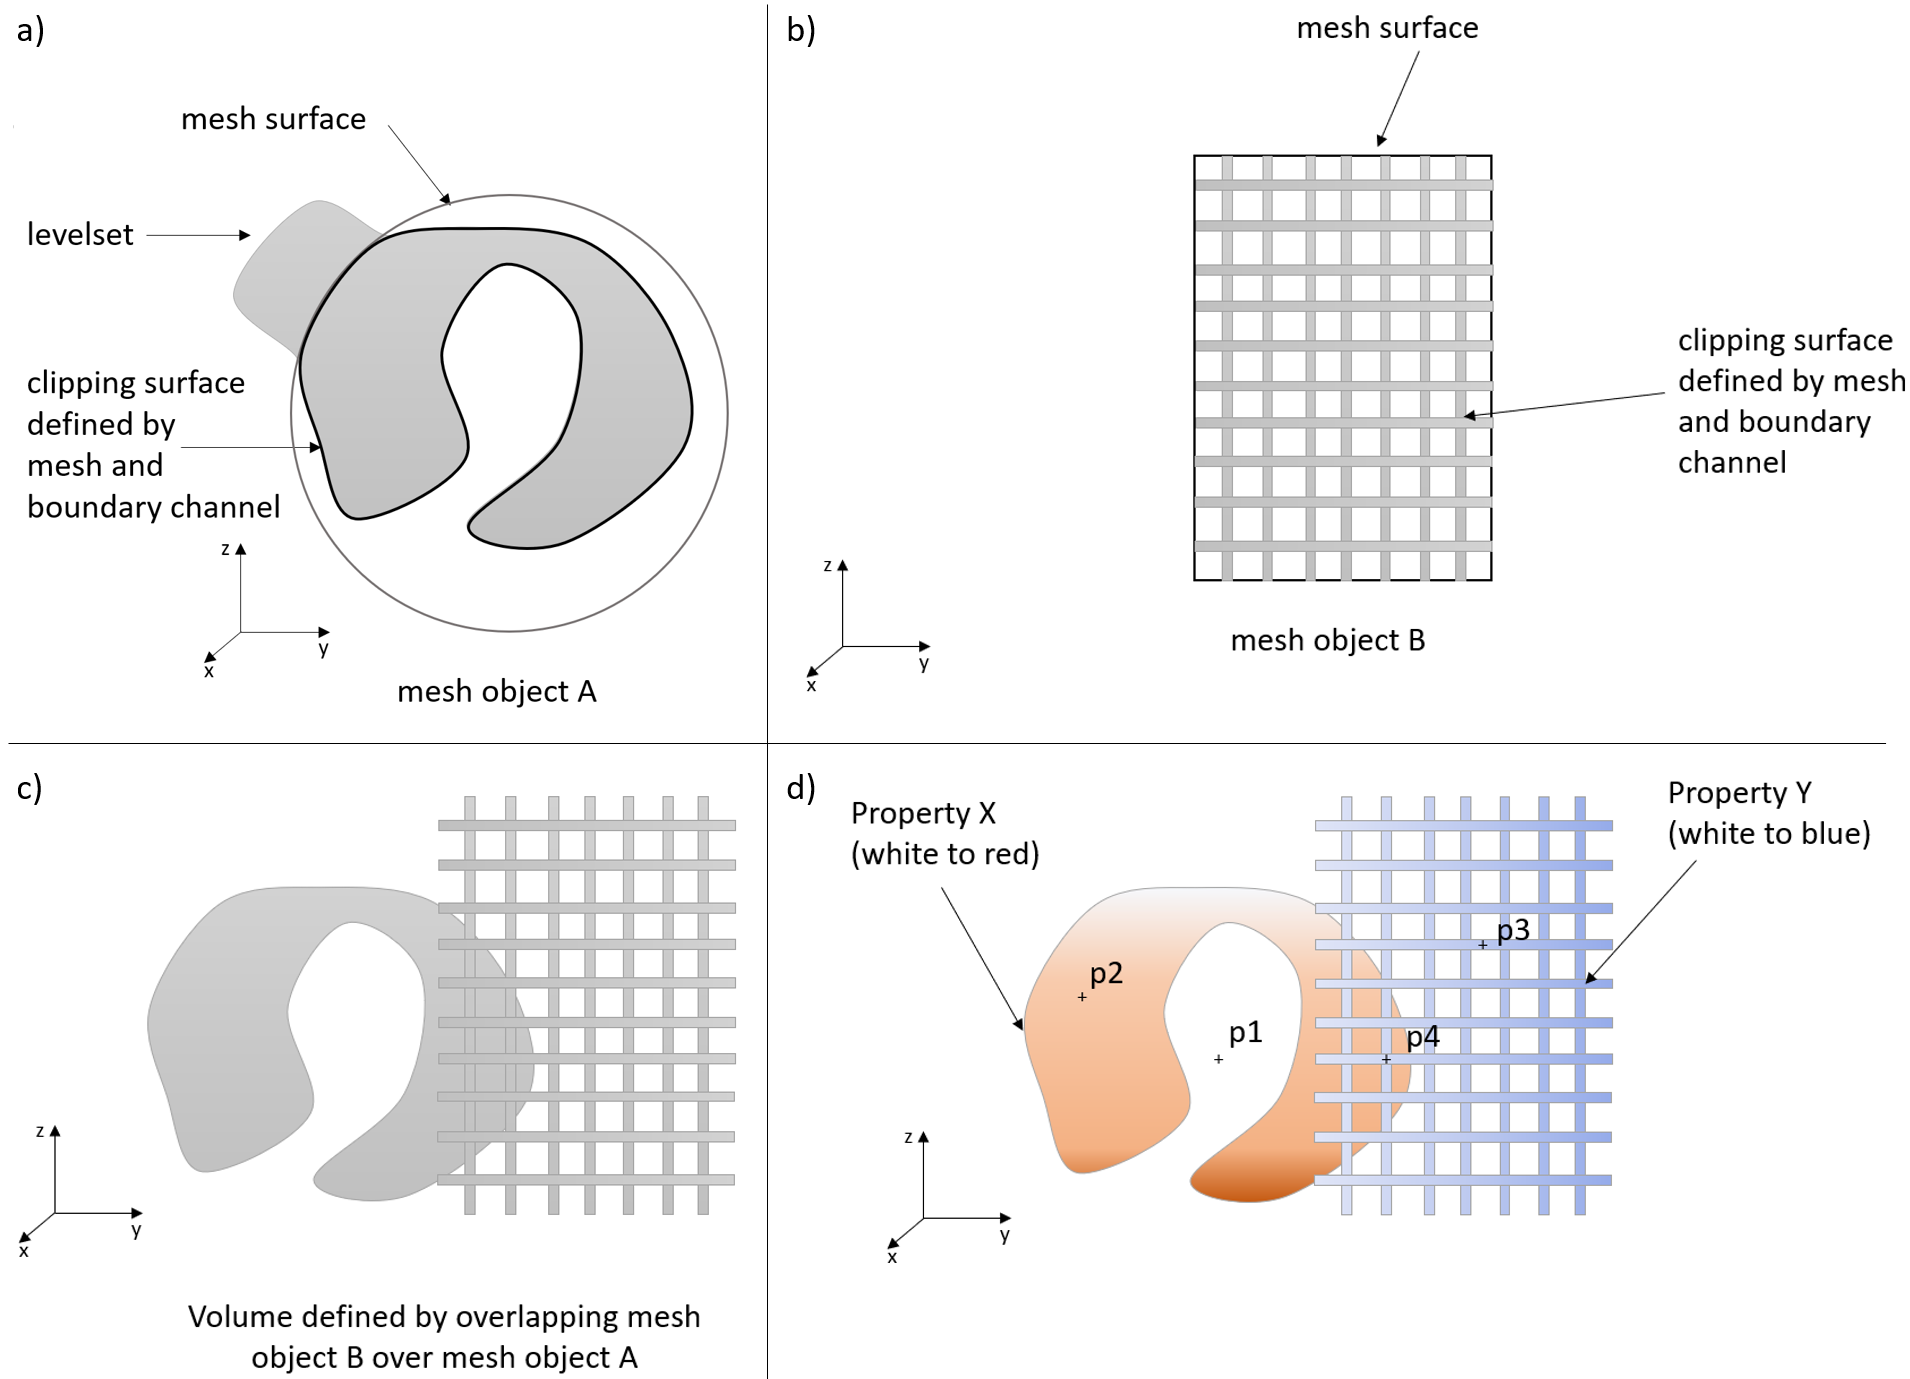 a)
mesh surface
levelset
clipping surface
defined by
mesh and
boundary channel
z
y
x
mesh object A
b)
mesh surface
clipping surface
defined by mesh
and boundary
channel
z
y
x
mesh object B
c)
z
y
x
Volume defined by overlapping mesh
object B over mesh object A
d)
Property X
(white to red)
Property Y
(white to blue)
p3
p2
p1
p4
z
y
x